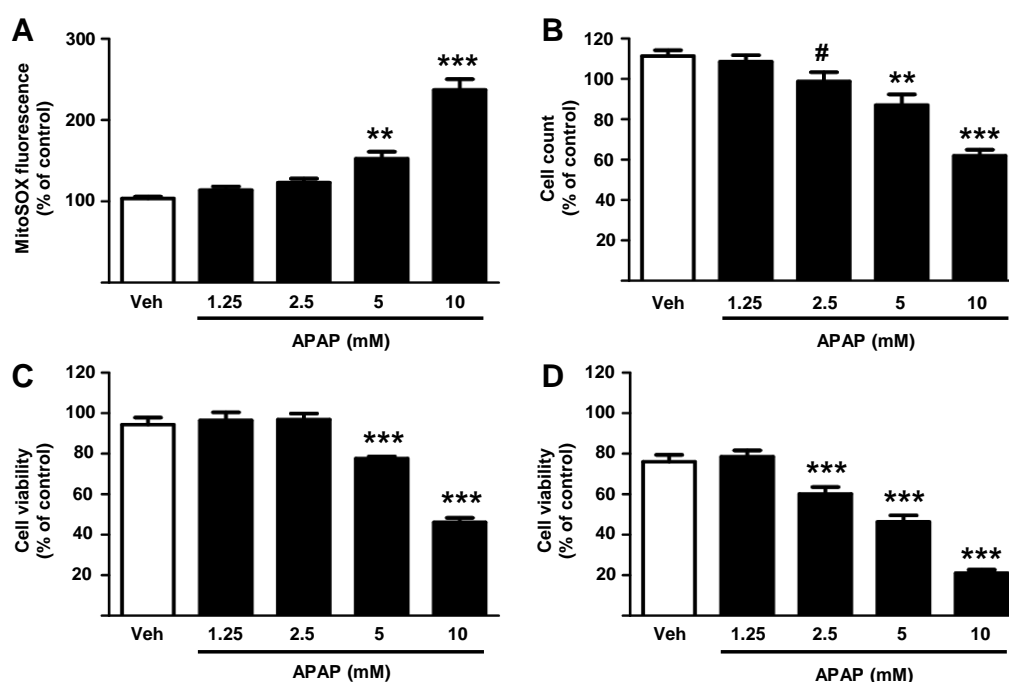 A
MitoSOX fluorescence
(% of control)
300
200
100
**
***
Veh 1.25 2.5 5 10
APAP (mM)
B
Cell count
(% of control)
120
100
80
60
40
20
#
**
***
Veh 1.25 2.5 5 10
APAP (mM)
C
Cell viability
(% of control)
120
100
80
60
40
20
***
***
Veh 1.25 2.5 5 10
APAP (mM)
D
Cell viability
(% of control)
120
100
80
60
40
20
***
***
***
Veh 1.25 2.5 5 10
APAP (mM)